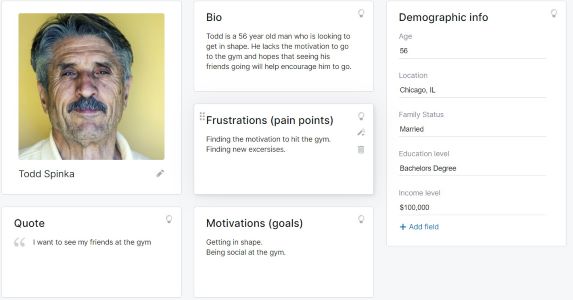 Todd Spinka
Quote
I want to see my friends at the gym
Bio
Todd is a 56 year old man who is looking to
get in shape. He lacks the motivation to go
to the gym and hopes that seeing his
friends going will help encourage him to go.
Frustrations (pain points)
Finding the motivation to hit the gym.
Finding new excersises.
Motivations (goals)
Getting in shape.
Being social at the gym.
Demographic info
Age
56
Location
Chicago, IL
Family Status
Married
Education level
Bachelors Degree
Income level
$100,000
+ Add field